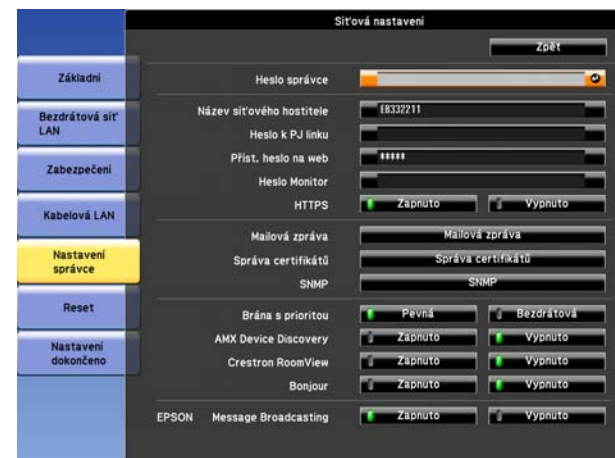 Síťová nastavení
Zpět
Základní
Bezdrátová síť LAN
Zabezpečení
Kabelová LAN
Nastavení správce
Reset
Nastavení dokončeno
Heslo správce
Název síťového hostitele EB332211
Heslo k PJ linku
Příst. heslo na web *****
Heslo Monitor
HTTPS Zapnuto Vypnuto
Mailová zpráva Mailová zpráva
Správa certifikátů Správa certifikátů
SNMP SNMP
Brána s prioritou Pevná Bezdrátová
AMX Device Discovery Zapnuto Vypnuto
Crestron RoomView Zapnuto Vypnuto
Bonjour Zapnuto Vypnuto
EPSON Message Broadcasting Zapnuto Vypnuto